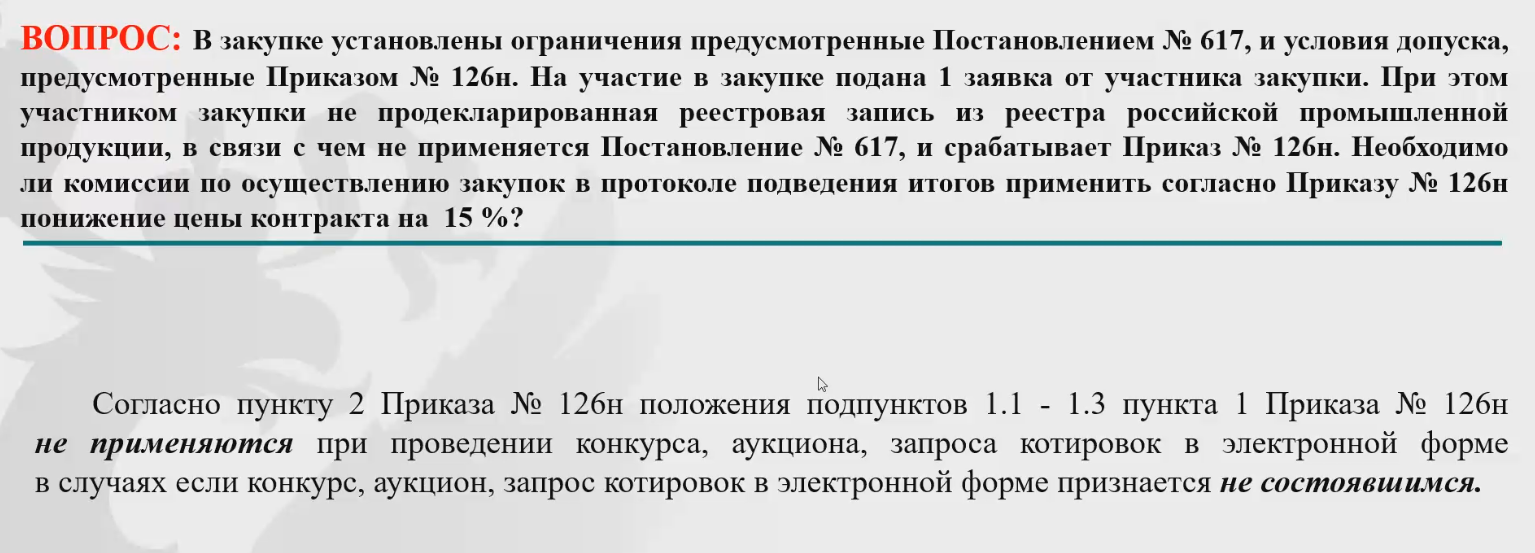 ВОПРОС: В закупке установлены ограничения предусмотренные Постановлением № 617, и условия допуска,
предусмотренные Приказом № 126н. На участие в закупке подана 1 заявка от участника закупки. При этом
участником закупки не продекларированная реестровая запись из реестра российской промышленной
продукции, в связи с чем не применяется Постановление № 617, и срабатывает Приказ № 126н. Необходимо
ли комиссии по осуществлению закупок в протоколе подведения итогов применить согласно Приказу № 126н
понижение цены контракта на 15 %?
Согласно пункту 2 Приказа № 126н положения подпунктов 1.1 - 1.3 пункта 1 Приказа № 126н
не применяются при проведении конкурса, аукциона, запроса котировок в электронной форме
в случаях если конкурс, аукцион, запрос котировок в электронной форме признается не состоявшимся.